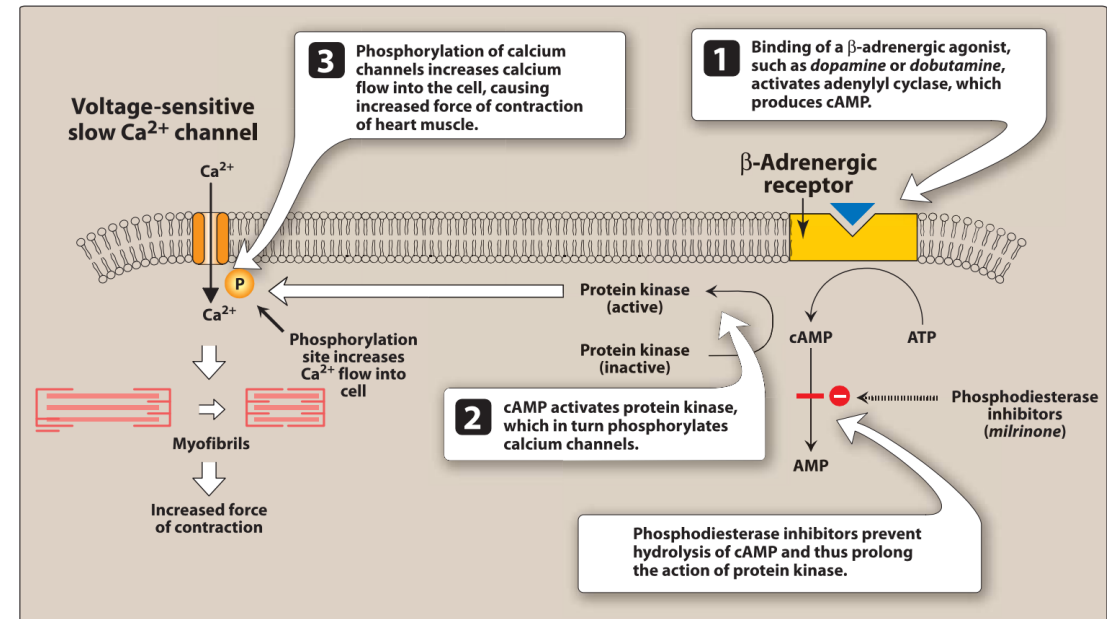 3
Phosphorylation of calcium
channels increases calcium
flow into the cell, causing
increased force of contraction
of heart muscle.
1
Binding of a β-adrenergic agonist,
such as dopamine or dobutamine,
activates adenylyl cyclase, which
produces cAMP.
Voltage-sensitive
slow Ca2+ channel
Ca2+
β-Adrenergic
receptor
P
Ca2+
Phosphorylation
site increases
Ca2+ flow into
cell
Protein kinase
(active)
Protein kinase
(inactive)
cAMP
ATP
2
cAMP activates protein kinase,
which in turn phosphorylates
calcium channels.
Phosphodiesterase
inhibitors
(milrinone)
AMP
Myofibrils
Increased force
of contraction
Phosphodiesterase inhibitors prevent
hydrolysis of cAMP and thus prolong
the action of protein kinase.